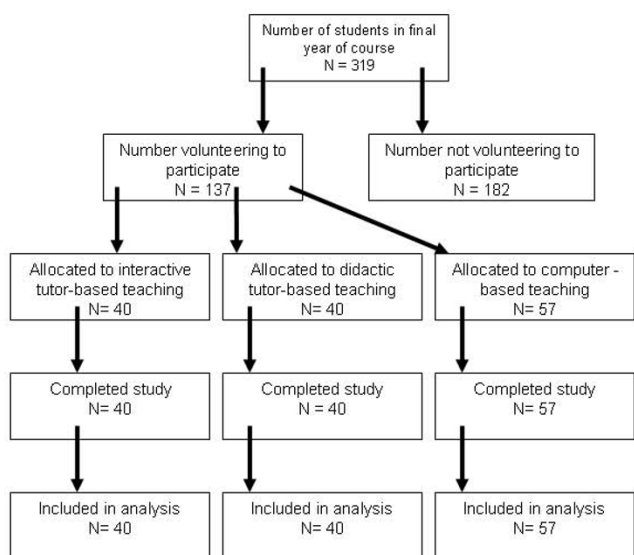 Number of students in final
year of course
N = 319
Number volunteering to
participate
N = 137
Number not volunteering to
participate
N = 182
Allocated to interactive
tutor-based teaching
N= 40
Allocated to didactic
tutor-based teaching
N= 40
Allocated to computer -
based teaching
N= 57
Completed study
N= 40
Completed study
N = 40
Completed study
N= 57
Included in analysis
N= 40
Included in analysis
N= 40
Included in analysis
N= 57